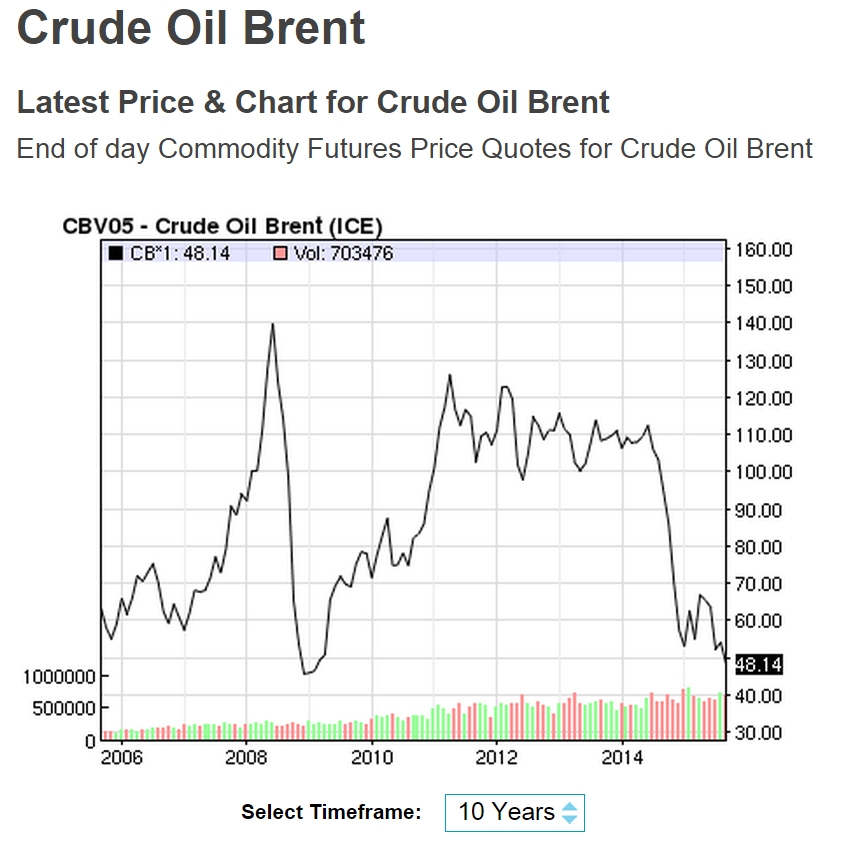 Crude Oil Brent
Latest Price & Chart for Crude Oil Brent
End of day Commodity Futures Price Quotes for Crude Oil Brent
CBV05 - Crude Oil Brent (ICE)
CB*1: 48.14 Vol: 703476
160.00
150.00
140.00
130.00
120.00
110.00
100.00
90.00
80.00
70.00
60.00
48.14
40.00
30.00
1000000
500000
0
2006 2008 2010 2012 2014
Select Timeframe: 10 Years